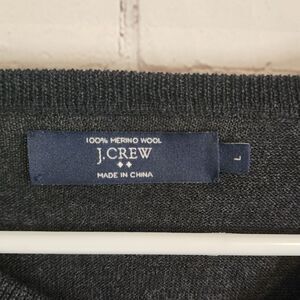 100% MERINO WOOL
J.CREW
MADE IN CHINA
L